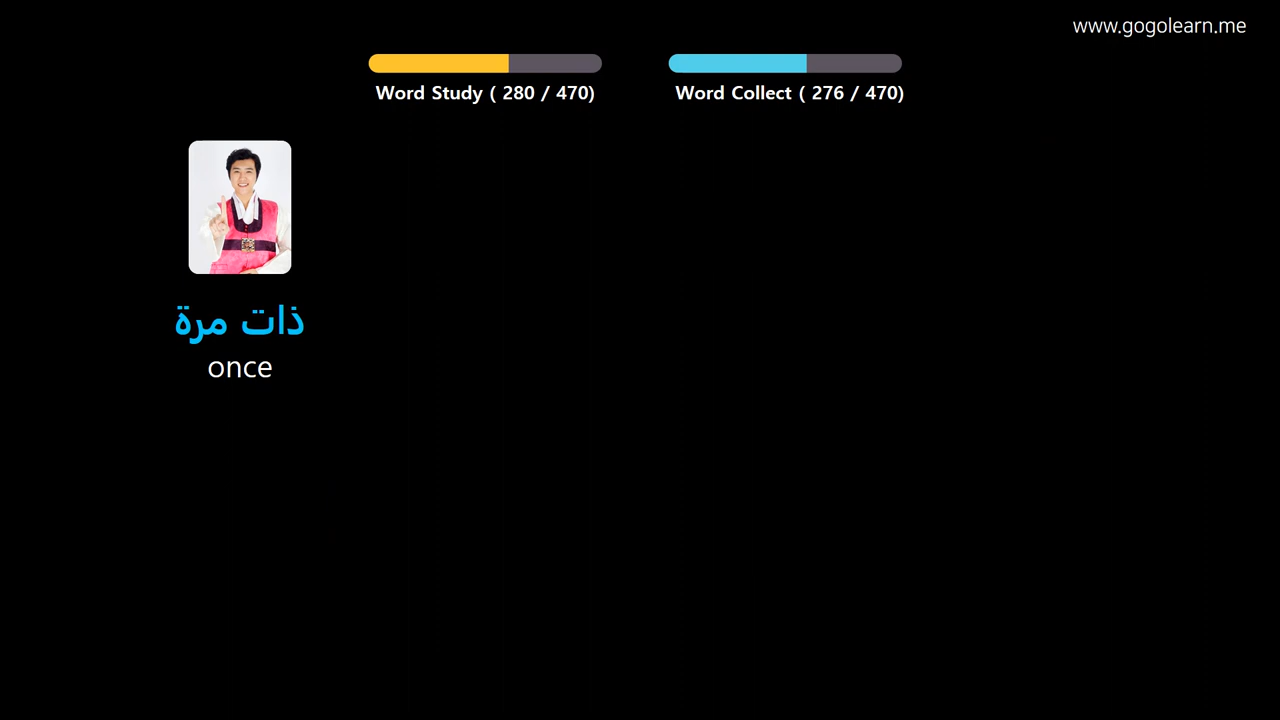 www.gogolearn.me
Word Study ( 280 / 470)
Word Collect ( 276 / 470)
ذات مرة
once